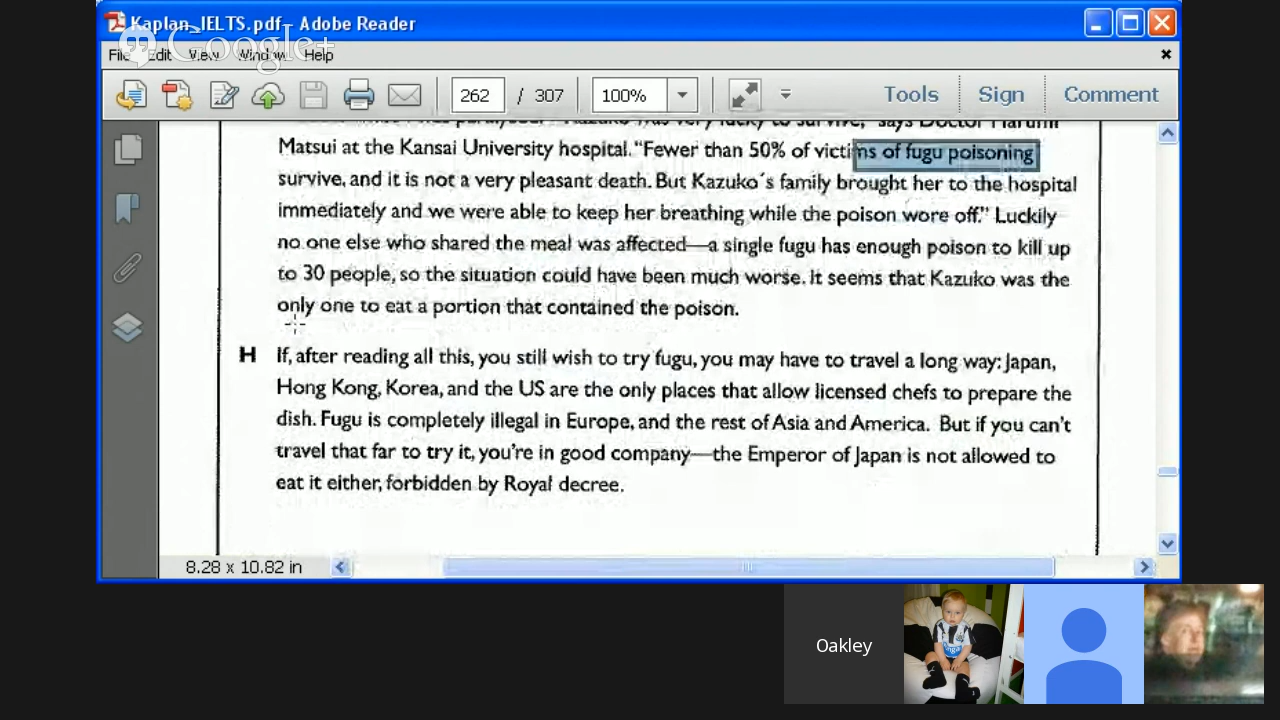 Kaplan_IELTS.pdf - Adobe Reader
Google+
File Edit View Window Help
262 / 307 100% Tools Sign Comment
was very lucky to survive," says Doctor Harumi
Matsui at the Kansai University hospital. "Fewer than 50% of victims of fugu poisoning
survive, and it is not a very pleasant death. But Kazuko´s family brought her to the hospital
immediately and we were able to keep her breathing while the poison wore off." Luckily
no one else who shared the meal was affected—a single fugu has enough poison to kill up
to 30 people, so the situation could have been much worse. It seems that Kazuko was the
only one to eat a portion that contained the poison.
H If, after reading all this, you still wish to try fugu, you may have to travel a long way: Japan,
Hong Kong, Korea, and the US are the only places that allow licensed chefs to prepare the
dish. Fugu is completely illegal in Europe, and the rest of Asia and America. But if you can't
travel that far to try it, you're in good company—the Emperor of Japan is not allowed to
eat it either, forbidden by Royal decree.
8.28 x 10.82 in
Oakley